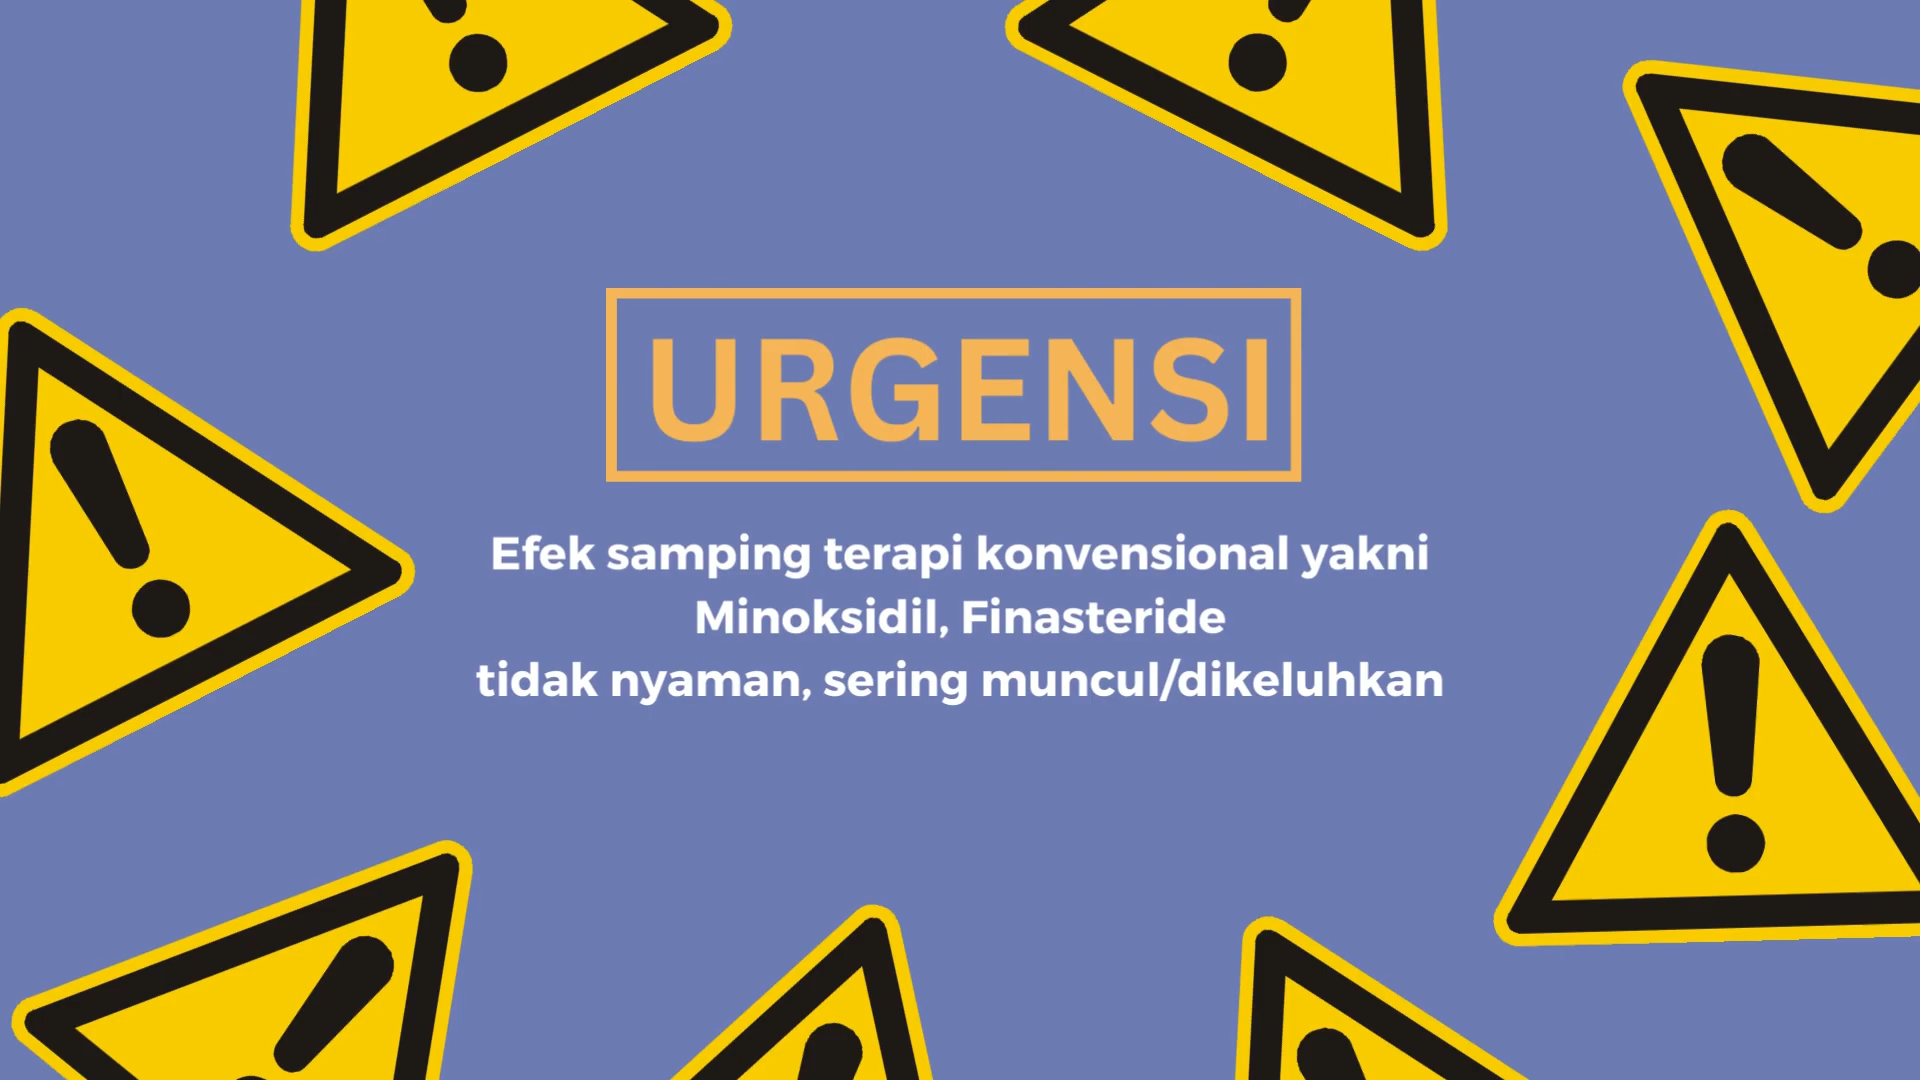 URGENSI
Efek samping terapi konvensional yakni
Minoksidil, Finasteride
tidak nyaman, sering muncul/dikeluhkan